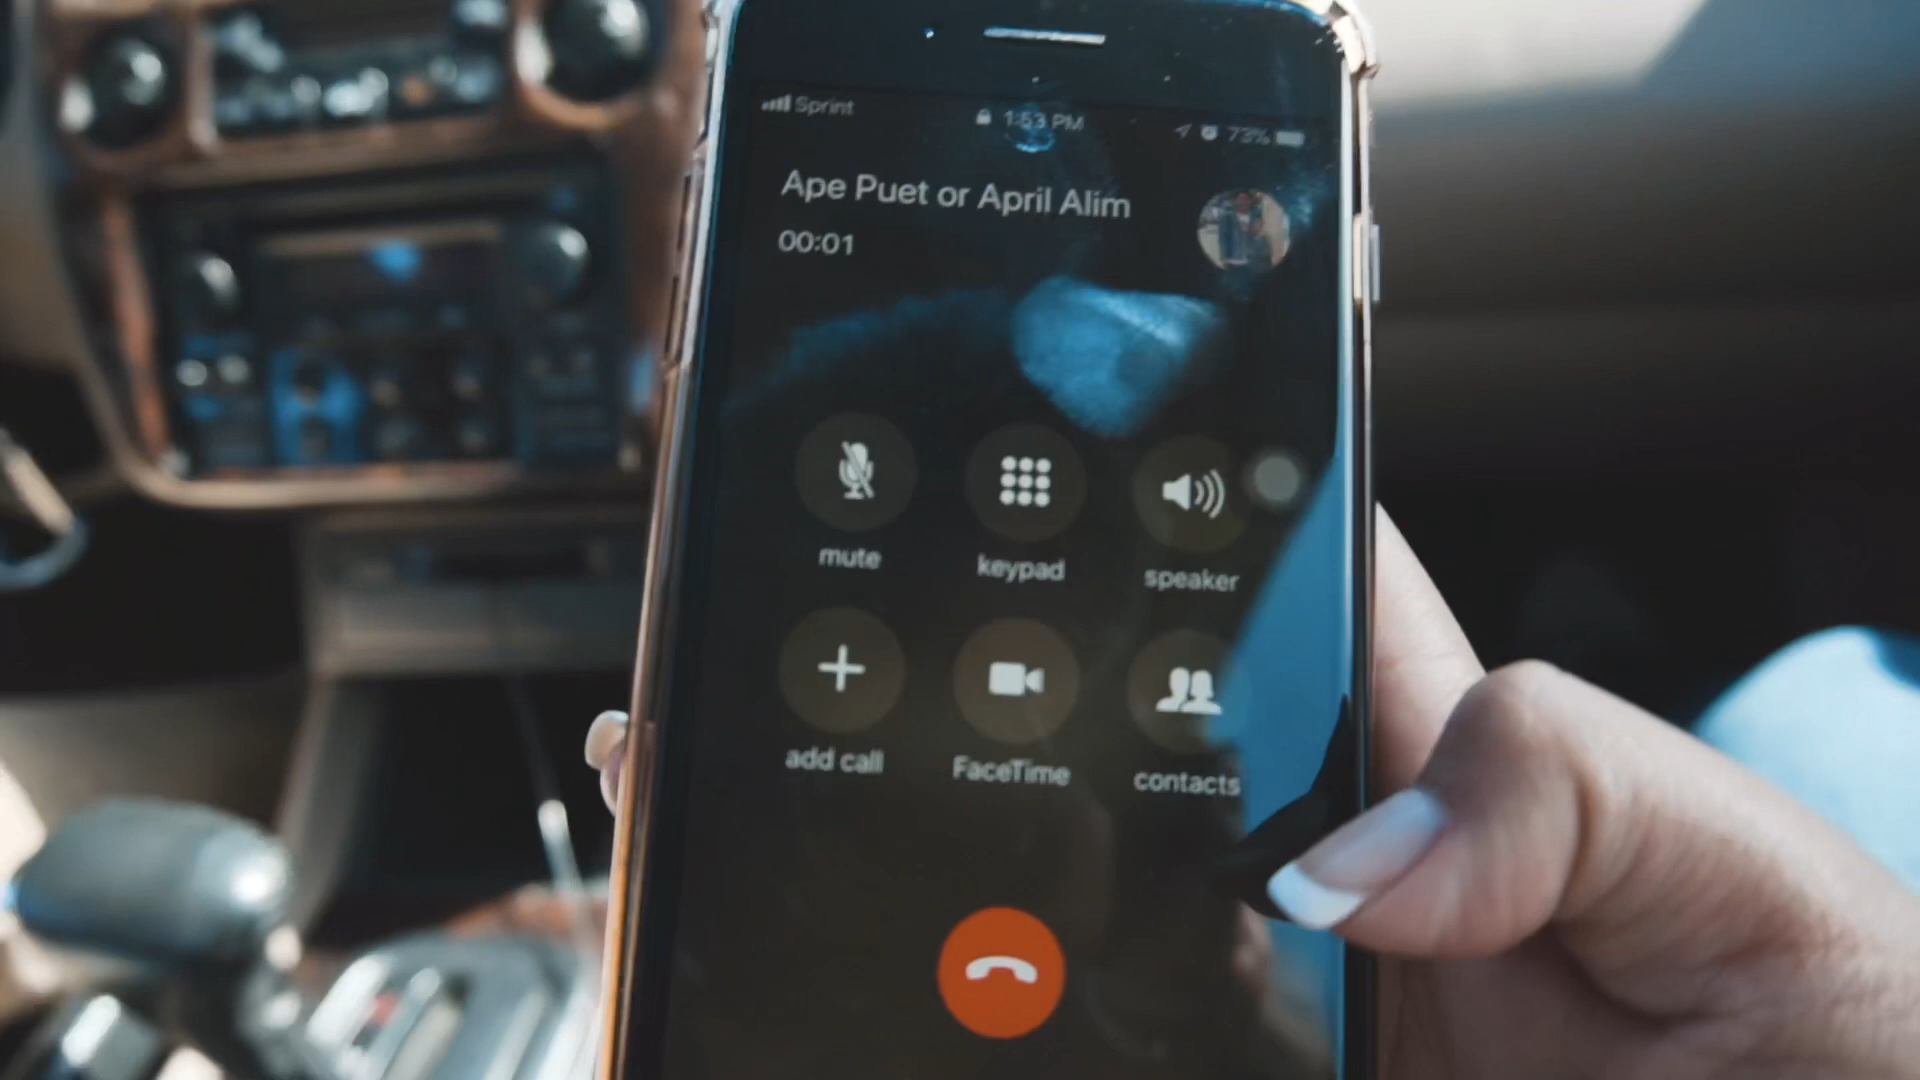 Sprint 1:53 PM 73%
Ape Puet or April Alim
00:01
mute keypad speaker
add call FaceTime contacts